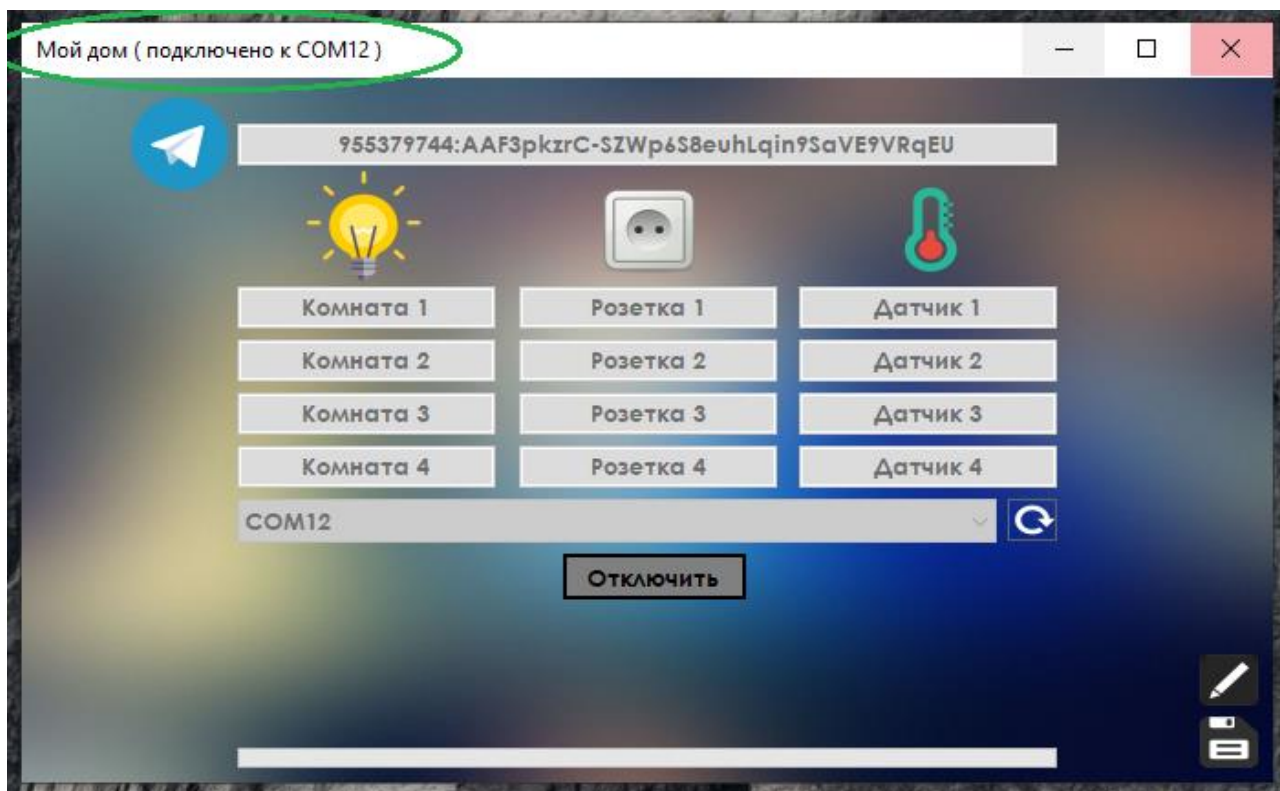 Мой дом ( подключено к COM12 )
955379744:AAF3pkzrC-SZWp6S8euhLqin9SaVE9VRqEU
Комната 1 Розетка 1 Датчик 1
Комната 2 Розетка 2 Датчик 2
Комната 3 Розетка 3 Датчик 3
Комната 4 Розетка 4 Датчик 4
COM12
Отключить